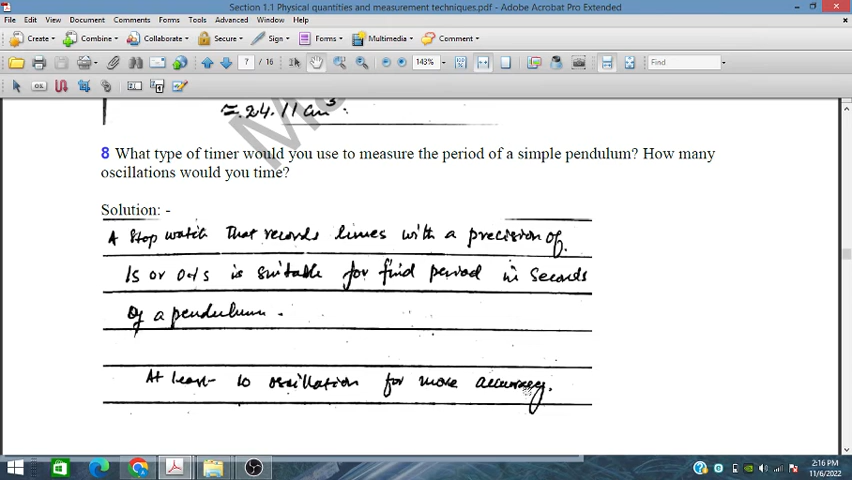 Section 1.1 Physical quantities and measurement techniques.pdf - Adobe Acrobat Pro Extended
File Edit View Document Comments Forms Tools Advanced Window Help
Create Combine Collaborate Secure Sign Forms Multimedia Comment
7 / 16 143% Find
≈.24.11 cm³.
8 What type of timer would you use to measure the period of a simple pendulum? How many
oscillations would you time?
Solution: -
A Stop watch that records times with a precision of
1s or 0.1s is suitable for find period in seconds
Of a pendulum.
At least 10 oscillation for more accuracy.
2:16 PM
11/6/2022